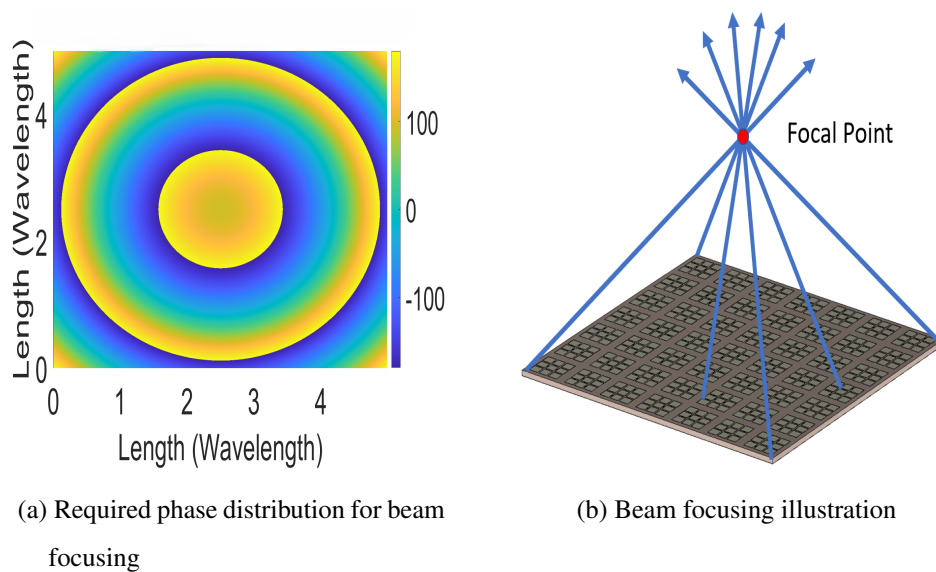 Length (Wavelength)
4
2
0
100
0
-100
0 1 2 3 4
Length (Wavelength)
Focal Point
(a) Required phase distribution for beam
focusing
(b) Beam focusing illustration